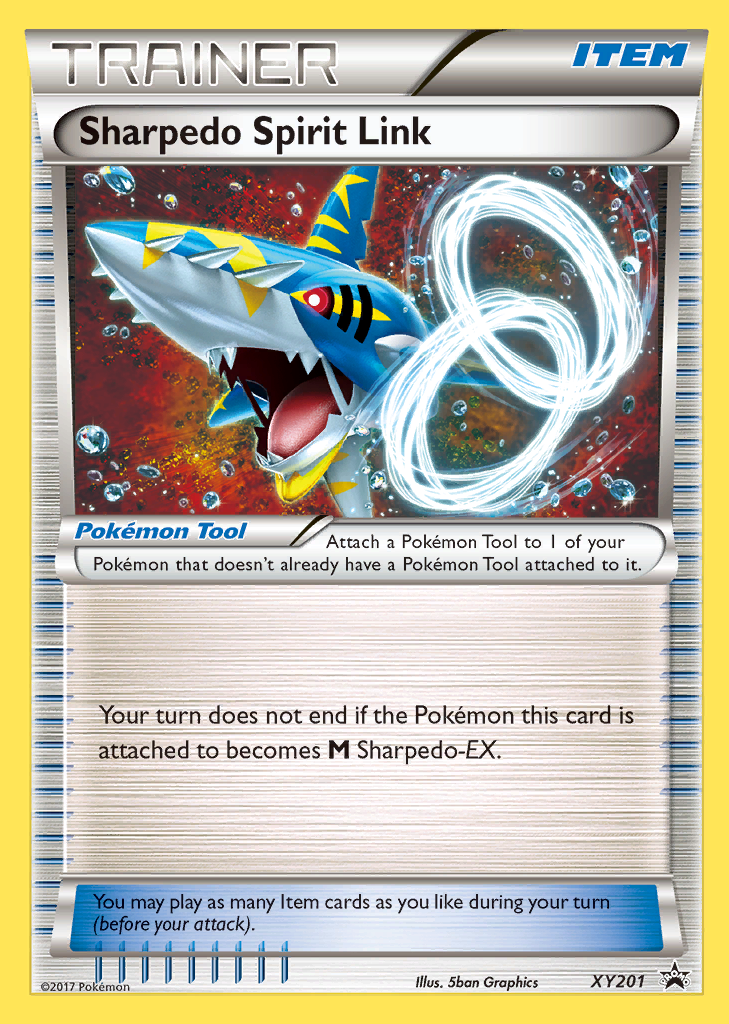 TRAINER
ITEM
Sharpedo Spirit Link
Pokémon Tool
Attach a Pokémon Tool to 1 of your
Pokémon that doesn't already have a Pokémon Tool attached to it.
Your turn does not end if the Pokémon this card is
attached to becomes M Sharpedo-EX.
You may play as many Item cards as you like during your turn
(before your attack).
©2017 Pokémon
Illus. 5ban Graphics
XY201
PROMO